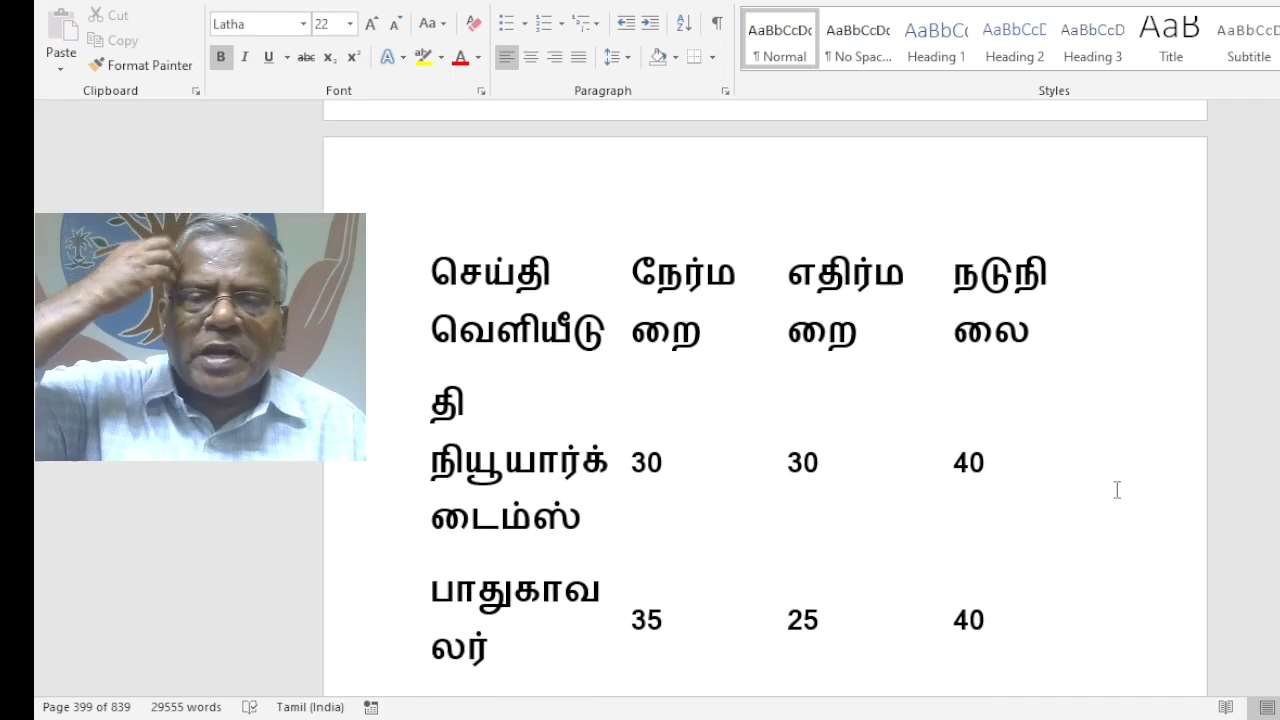 Cut
Copy
Paste
Format Painter
Clipboard
Latha 22 Aa
B I U abc x₂ x² A A
Font
Paragraph
AaBbCcDc AaBbCcDc AaBbC( AaBbCcD AaBbCcD AaB AaBbCcD
¶ Normal ¶ No Spac... Heading 1 Heading 2 Heading 3 Title Subtitle
Styles
செய்தி நேர்ம எதிர்ம நடுநி
வெளியீடு றை றை லை
தி
நியூயார்க் 30 30 40
டைம்ஸ்
பாதுகாவ
லர் 35 25 40
Page 399 of 839 29555 words Tamil (India)